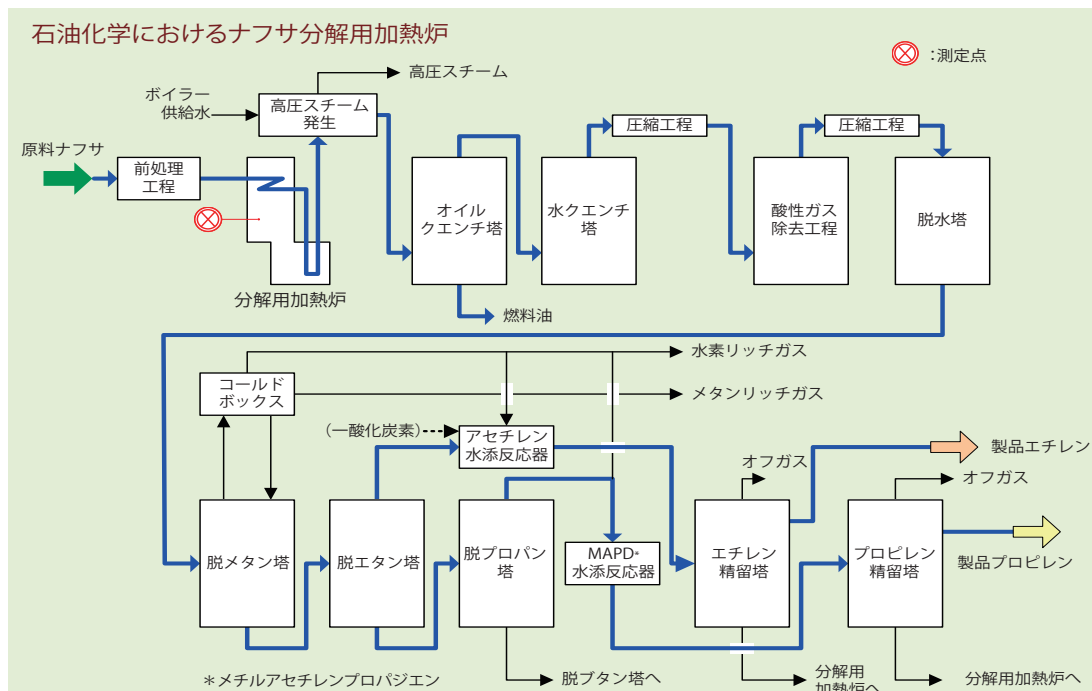 石油化学におけるナフサ分解用加熱炉
:測定点
高圧スチーム
ボイラー
供給水
高圧スチーム
発生
圧縮工程
圧縮工程
原料ナフサ
前処理
工程
オイル
クエンチ塔
水クエンチ
塔
酸性ガス
除去工程
脱水塔
分解用加熱炉
燃料油
水素リッチガス
コールド
ボックス
メタンリッチガス
(一酸化炭素)
アセチレン
水添反応器
製品エチレン
オフガス
オフガス
脱メタン塔
脱エタン塔
脱プロパン
塔
MAPD*
水添反応器
エチレン
精留塔
プロピレン
精留塔
製品プロピレン
*メチルアセチレンプロパジエン
脱ブタン塔へ
分解用
加熱炉へ
分解用加熱炉へ